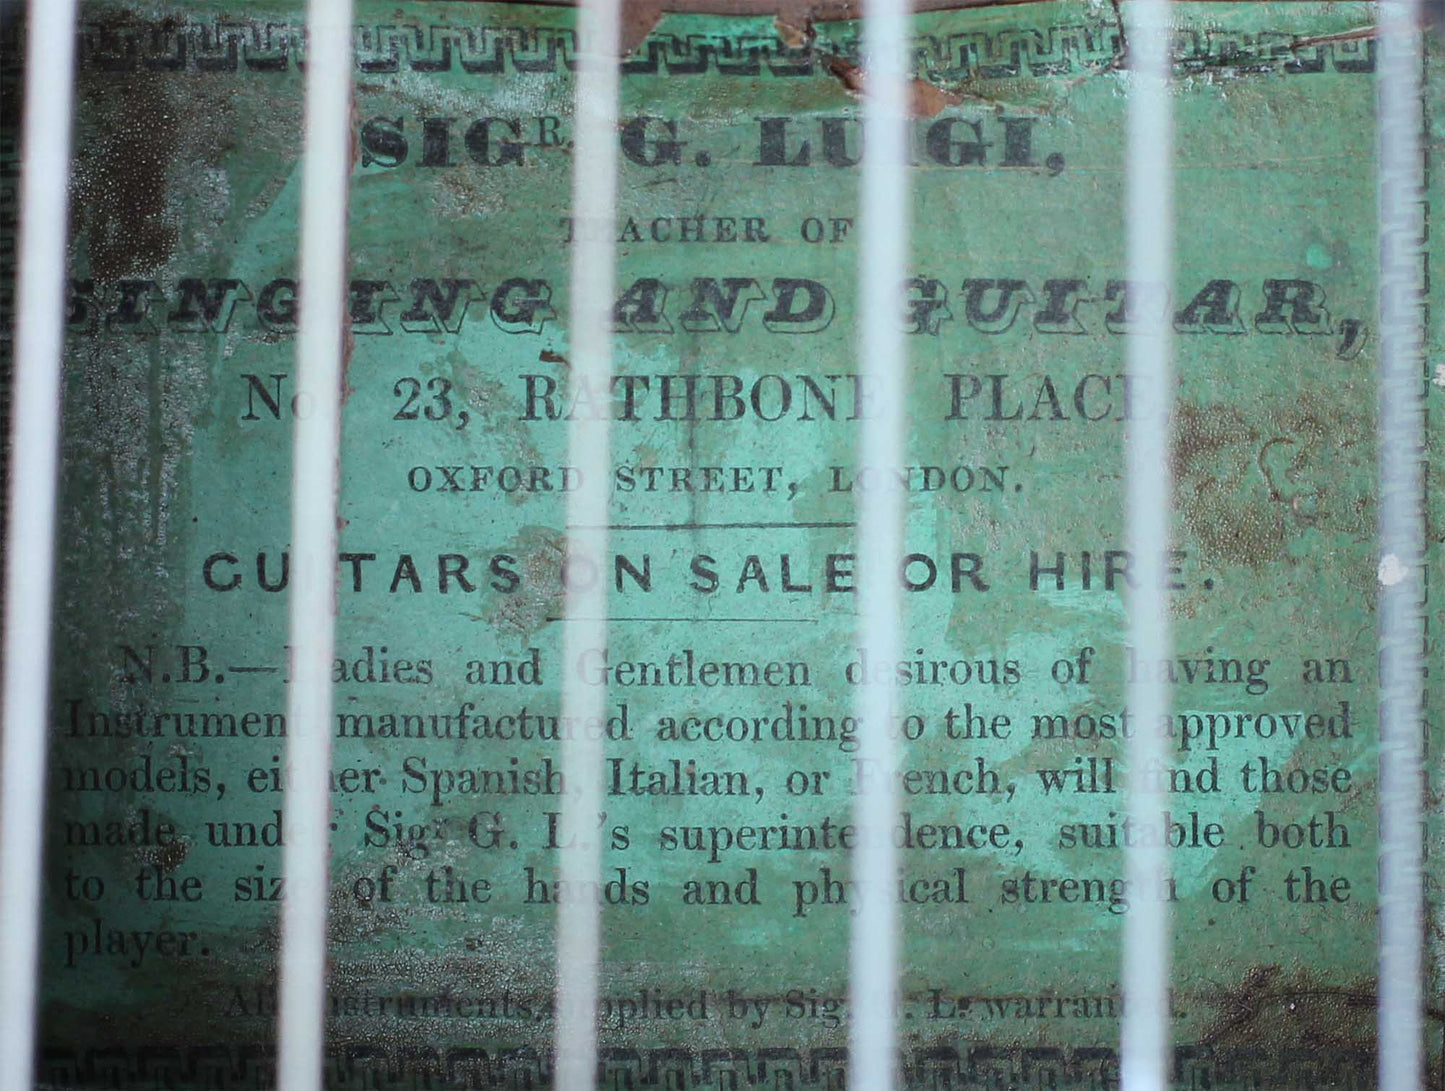 SIGR. G. LUIGI,
TEACHER OF
SINGING AND GUITAR,
No 23, RATHBONE PLACE
OXFORD STREET, LONDON.
GUITARS ON SALE OR HIRE.
N.B.—Ladies and Gentlemen desirous of having an
Instrument manufactured according to the most approved
models, either Spanish, Italian, or French, will find those
made under Sigr G. L.'s superintendence, suitable both
to the size of the hands and physical strength of the
player.
All Instruments supplied by Sig. G. L. warranted.